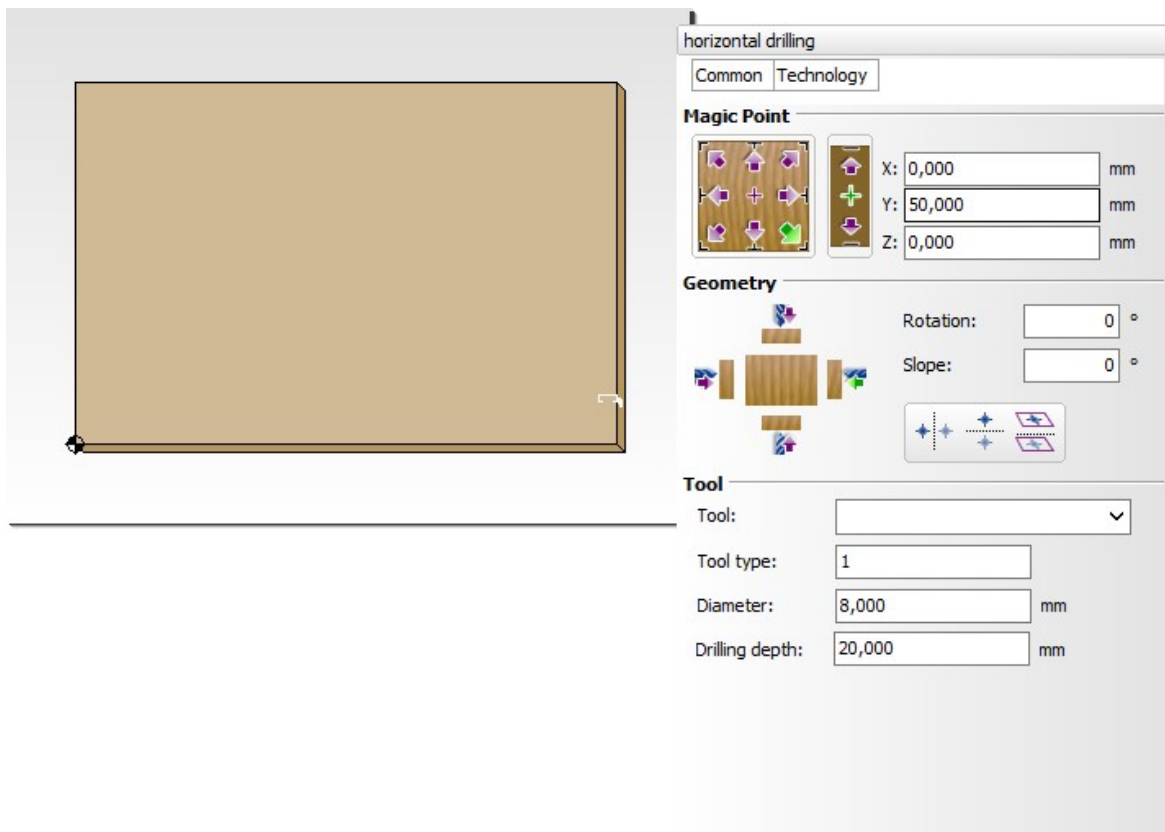 horizontal drilling
Common Technology
Magic Point
X: 0,000 mm
Y: 50,000 mm
Z: 0,000 mm
Geometry
Rotation: 0 °
Slope: 0 °
Tool
Tool:
Tool type: 1
Diameter: 8,000 mm
Drilling depth: 20,000 mm